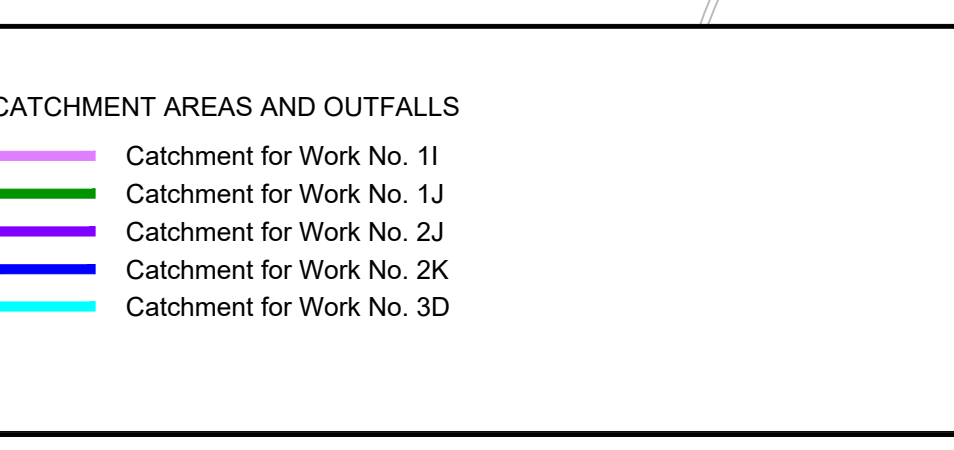 CATCHMENT AREAS AND OUTFALLS
Catchment for Work No. 1I
Catchment for Work No. 1J
Catchment for Work No. 2J
Catchment for Work No. 2K
Catchment for Work No. 3D